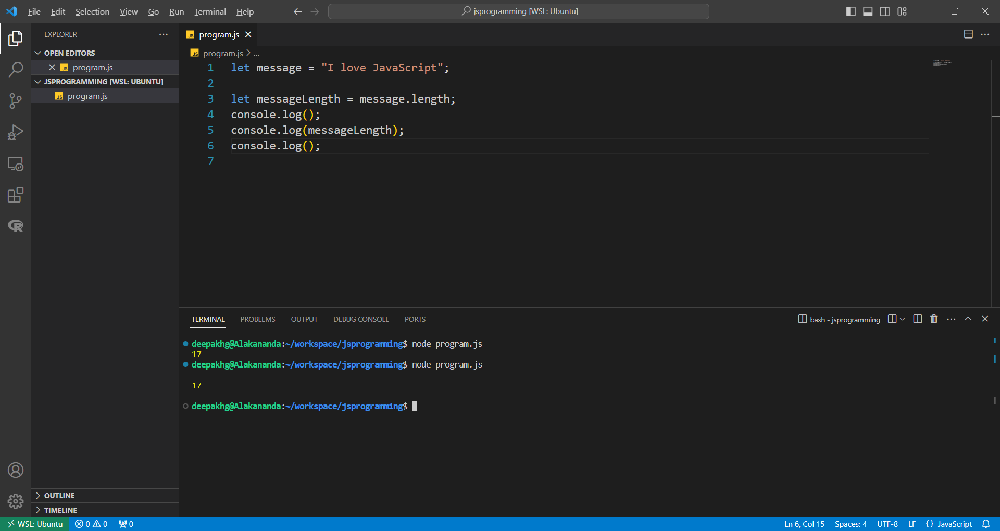 File Edit Selection View Go Run Terminal Help
jsprogramming [WSL: Ubuntu]
EXPLORER
OPEN EDITORS
program.js
JSPROGRAMMING [WSL: UBUNTU]
program.js
OUTLINE
TIMELINE
program.js
program.js > ...
1 let message = "I love JavaScript";
2
3 let messageLength = message.length;
4 console.log();
5 console.log(messageLength);
6 console.log();
7
TERMINAL PROBLEMS OUTPUT DEBUG CONSOLE PORTS
bash - jsprogramming
deepakhg@Alakananda:~/workspace/jsprogramming$ node program.js
17
deepakhg@Alakananda:~/workspace/jsprogramming$ node program.js
17
deepakhg@Alakananda:~/workspace/jsprogramming$
WSL: Ubuntu 0 0 0 Ln 6, Col 15 Spaces: 4 UTF-8 LF {} JavaScript